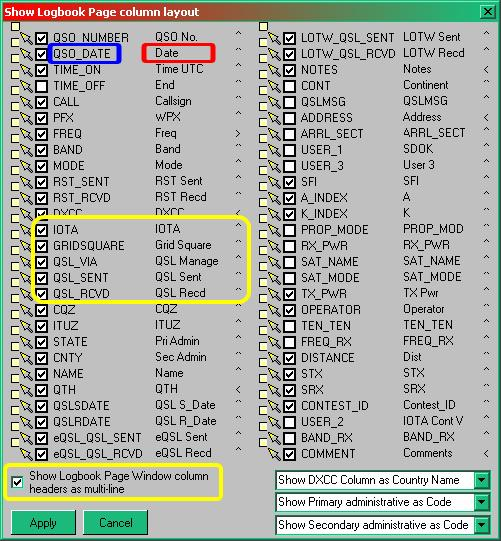 Show Logbook Page column layout
QSO_NUMBER QSO No. ^
QSO_DATE Date ^
TIME_ON Time UTC ^
TIME_OFF End ^
CALL Callsign ^
PFX WPX ^
FREQ Freq >
BAND Band ^
MODE Mode ^
RST_SENT RST Sent ^
RST_RCVD RST Recd ^
DXCC DXCC <
IOTA IOTA ^
GRIDSQUARE Grid Square ^
QSL_VIA QSL Manage ^
QSL_SENT QSL Sent ^
QSL_RCVD QSL Recd ^
CQZ CQZ ^
ITUZ ITUZ ^
STATE Pri Admin ^
CNTY Sec Admin ^
NAME Name ^
QTH QTH <
QSLSDATE QSL S_Date ^
QSLRDATE QSL R_Date ^
eQSL_QSL_SENT eQSL Sent ^
eQSL_QSL_RCVD eQSL Recd ^
LOTW_QSL_SENT LOTW Sent ^
LOTW_QSL_RCVD LOTW Recd ^
NOTES Notes <
CONT Continent ^
QSLMSG QSLMSG ^
ADDRESS Address <
ARRL_SECT ARRL_SECT ^
USER_1 SDOK ^
USER_3 User 3 ^
SFI SFI ^
A_INDEX A ^
K_INDEX K ^
PROP_MODE PROP_MOD ^
RX_PWR RX_PWR ^
SAT_NAME SAT_NAME ^
SAT_MODE SAT_MODE ^
TX_PWR TX Pwr ^
OPERATOR Operator ^
TEN_TEN TEN_TEN ^
FREQ_RX FREQ_RX ^
DISTANCE Dist ^
STX STX ^
SRX SRX ^
CONTEST_ID Contest_ID ^
USER_2 IOTA Cont V ^
BAND_RX BAND_RX ^
COMMENT Comments <
Show Logbook Page Window column
headers as multi-line
Apply Cancel
Show DXCC Column as Country Name
Show Primary administrative as Code
Show Secondary administrative as Code